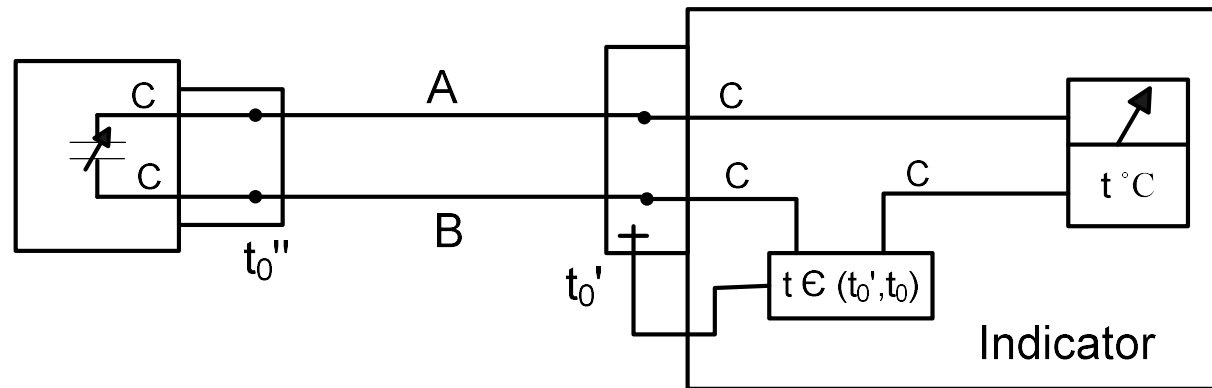 C
A
C
C
C
C
t °C
B
t₀''
t₀'
t Є (t₀',t₀)
Indicator